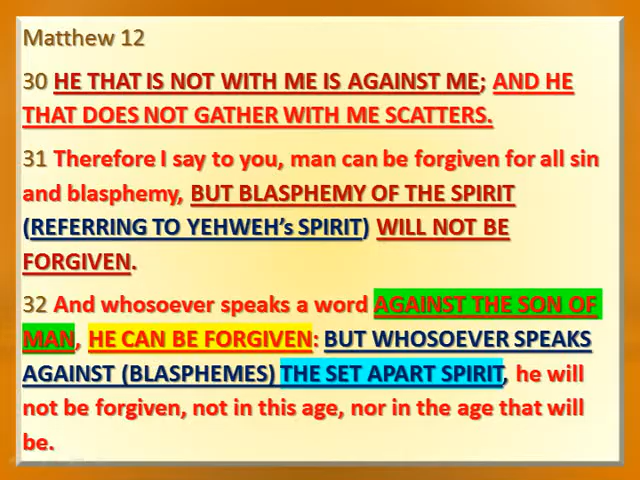 Matthew 12
30 HE THAT IS NOT WITH ME IS AGAINST ME; AND HE
THAT DOES NOT GATHER WITH ME SCATTERS.
31 Therefore I say to you, man can be forgiven for all sin
and blasphemy, BUT BLASPHEMY OF THE SPIRIT
(REFERRING TO YEHWEH's SPIRIT) WILL NOT BE
FORGIVEN.
32 And whosoever speaks a word AGAINST THE SON OF
MAN, HE CAN BE FORGIVEN: BUT WHOSOEVER SPEAKS
AGAINST (BLASPHEMES) THE SET APART SPIRIT, he will
not be forgiven, not in this age, nor in the age that will
be.